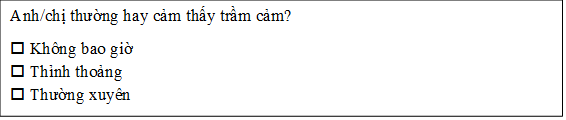 Anh/chị thường hay cảm thấy trầm cảm?
☐ Không bao giờ
☐ Thỉnh thoảng
☐ Thường xuyên